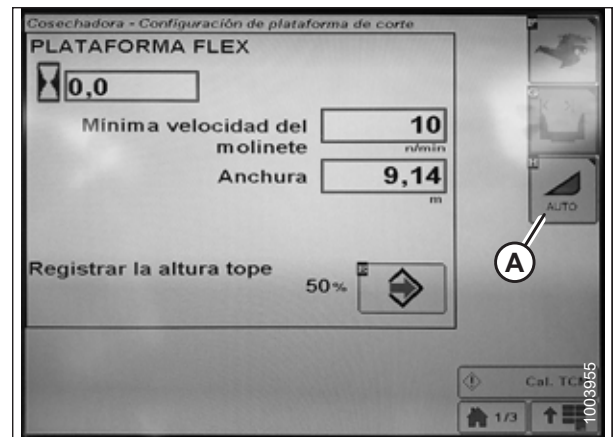 Cosechadora - Configuración de plataforma de corte
PLATAFORMA FLEX
0,0
Mínima velocidad del
molinete
10
n/min
Anchura
9,14
m
AUTO
A
Registrar la altura tope
50%
Cal.
1/3
1003955